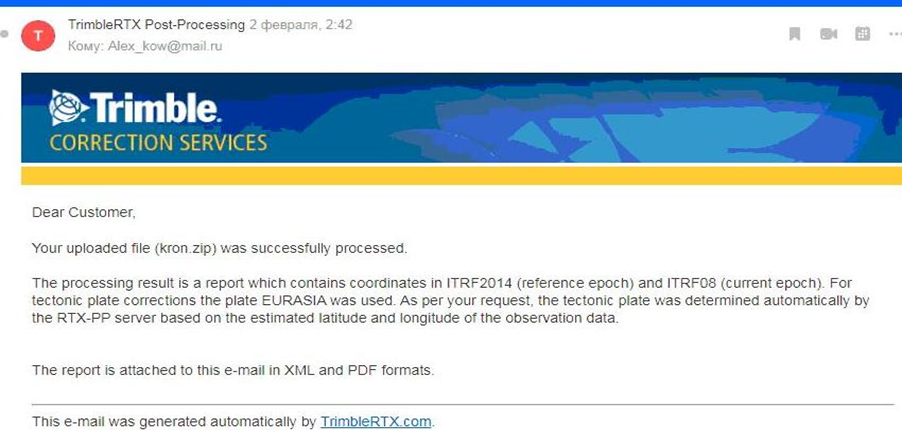 TrimbleRTX Post-Processing 2 февраля, 2:42
T
Кому: Alex_kow@mail.ru
Trimble.
CORRECTION SERVICES
Dear Customer,
Your uploaded file (kron.zip) was successfully processed.
The processing result is a report which contains coordinates in ITRF2014 (reference epoch) and ITRF08 (current epoch). For
tectonic plate corrections the plate EURASIA was used. As per your request, the tectonic plate was determined automatically by
the RTX-PP server based on the estimated latitude and longitude of the observation data.
The report is attached to this e-mail in XML and PDF formats.
This e-mail was generated automatically by TrimbleRTX.com.